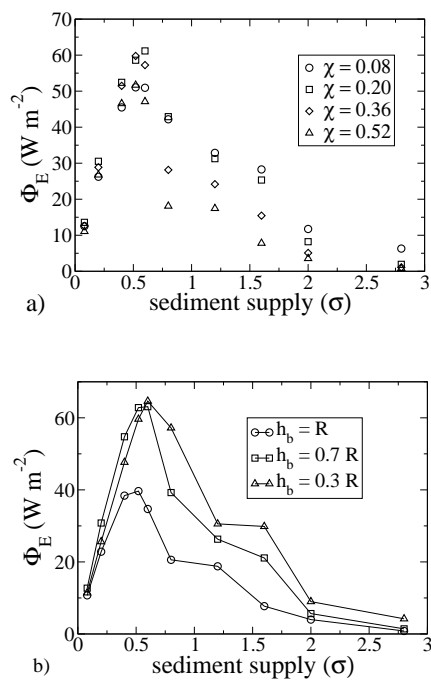 70
60
50
40
30
20
10
0
Φ_E (W m⁻²)
χ = 0.08
χ = 0.20
χ = 0.36
χ = 0.52
0 0.5 1 1.5 2 2.5 3
sediment supply (σ)
a)
60
40
20
0
Φ_E (W m⁻²)
h_b = R
h_b = 0.7 R
h_b = 0.3 R
0 0.5 1 1.5 2 2.5 3
sediment supply (σ)
b)